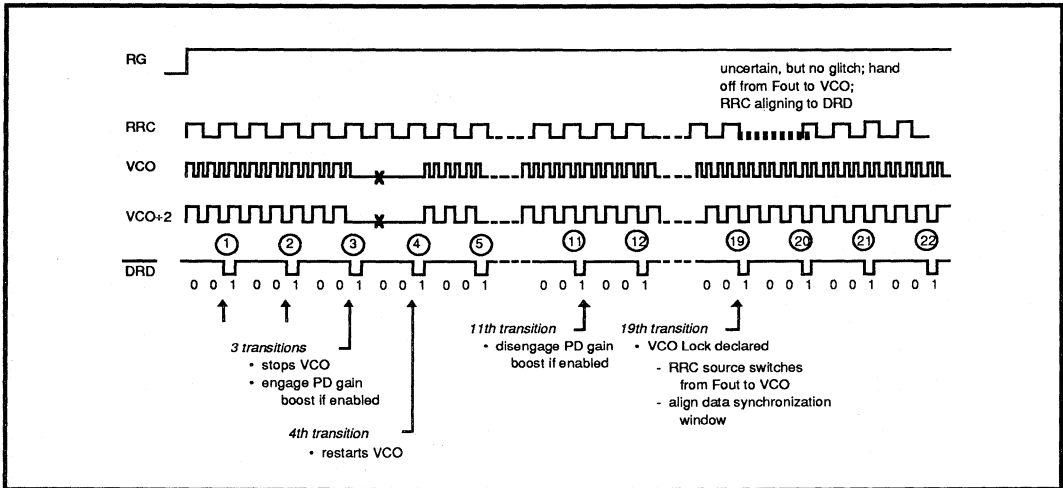 RG
uncertain, but no glitch; hand
off from Fout to VCO;
RRC aligning to DRD
RRC
VCO
VCO÷2
1 2 3 4 5 11 12 19 20 21 22
DRD
0 0 1 0 0 1 0 0 1 0 0 1 0 0 1 0 0 1 0 0 1 0 0 1 0 0 1 0 0 1 0 0 1
3 transitions
• stops VCO
• engage PD gain
boost if enabled
4th transition
• restarts VCO
11th transition
• disengage PD gain
boost if enabled
19th transition
• VCO Lock declared
- RRC source switches
from Fout to VCO
- align data synchronization
window